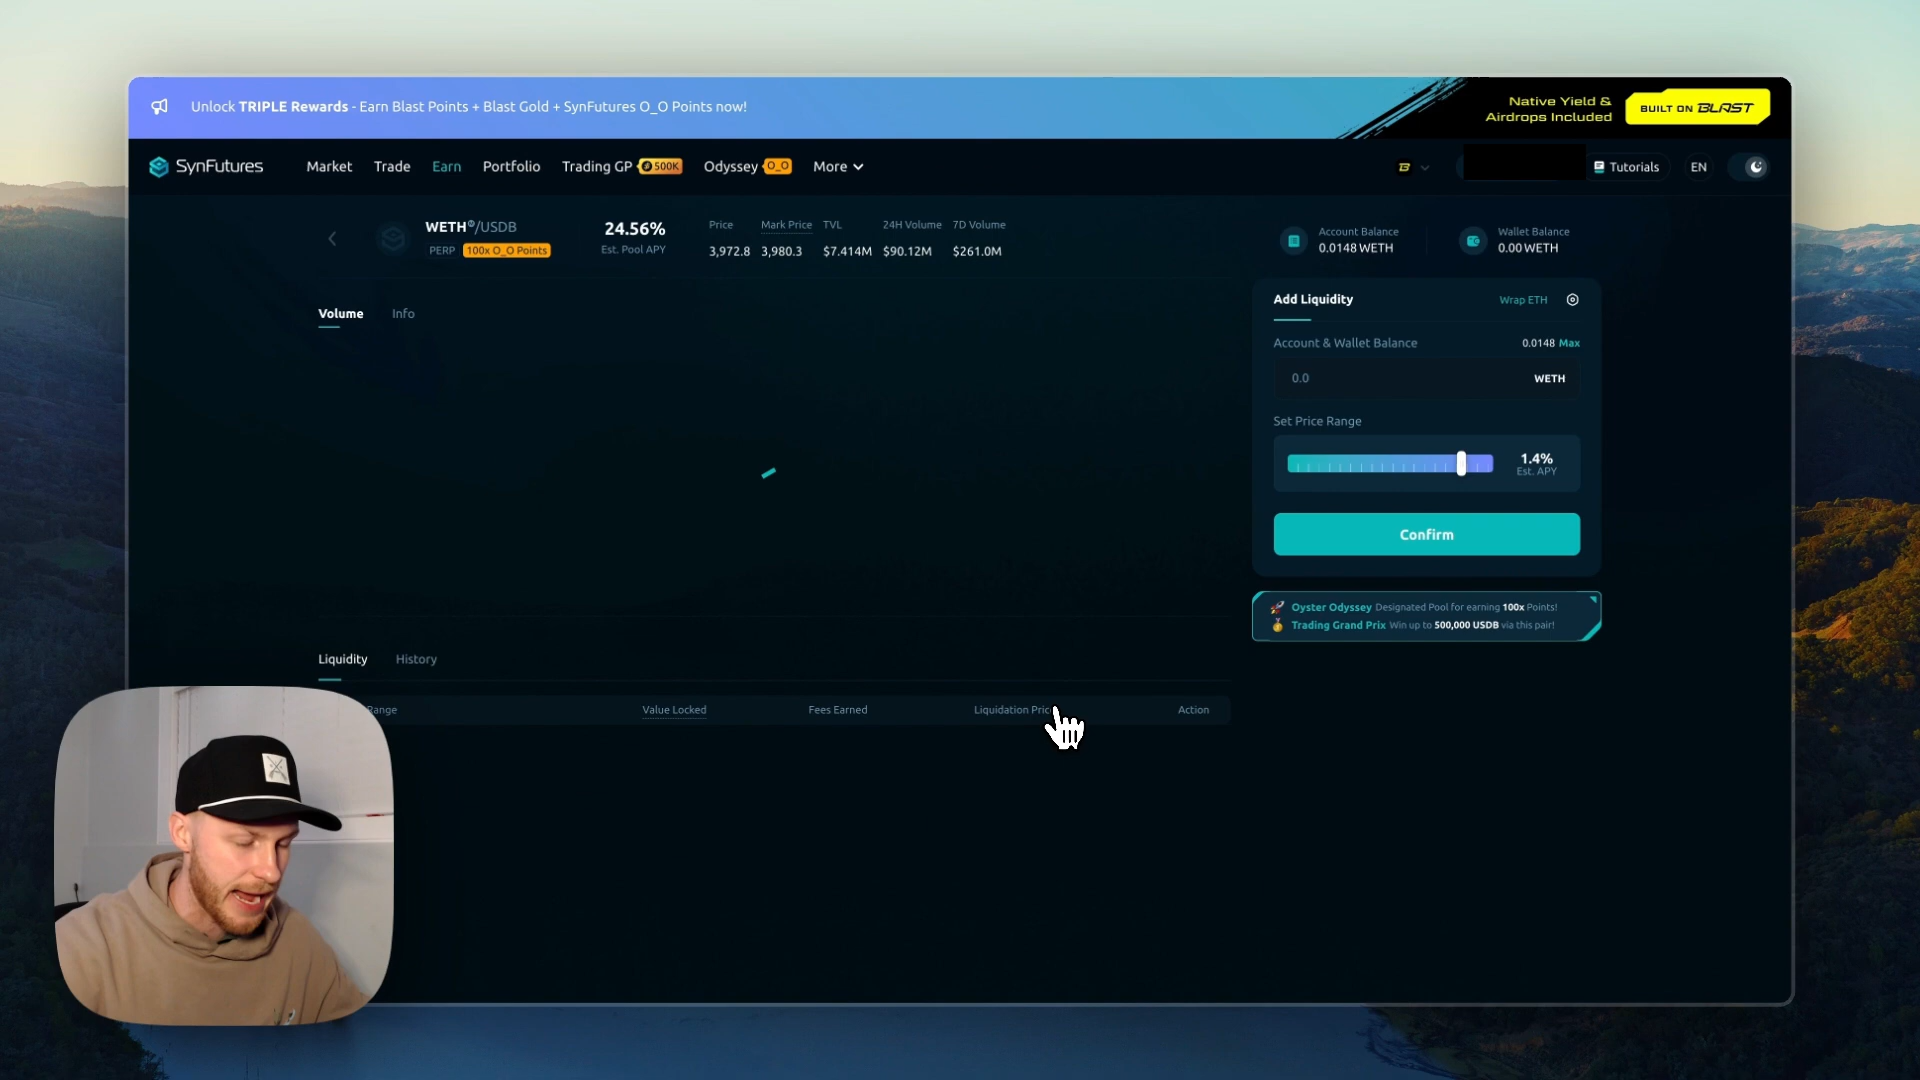 Unlock TRIPLE Rewards - Earn Blast Points + Blast Gold + SynFutures O_O Points now!
Native Yield &
Airdrops Included
BUILT ON BLAST
SynFutures
Market
Trade
Earn
Portfolio
Trading GP
500K
Odyssey
O_O
More
Tutorials
EN
WETH/USDB
PERP
100x O_O Points
24.56%
Est. Pool APY
Price
3,972.8
Mark Price
3,980.3
TVL
$7.414M
24H Volume
$90.12M
7D Volume
$261.0M
Account Balance
0.0148 WETH
Wallet Balance
0.00 WETH
Volume
Info
Add Liquidity
Wrap ETH
Account & Wallet Balance
0.0148 Max
0.0
WETH
Set Price Range
1.4%
Est. APY
Confirm
Oyster Odyssey Designated Pool for earning 100x Points!
Trading Grand Prix Win up to 500,000 USDB via this pair!
Liquidity
History
Range
Value Locked
Fees Earned
Liquidation Pric
Action